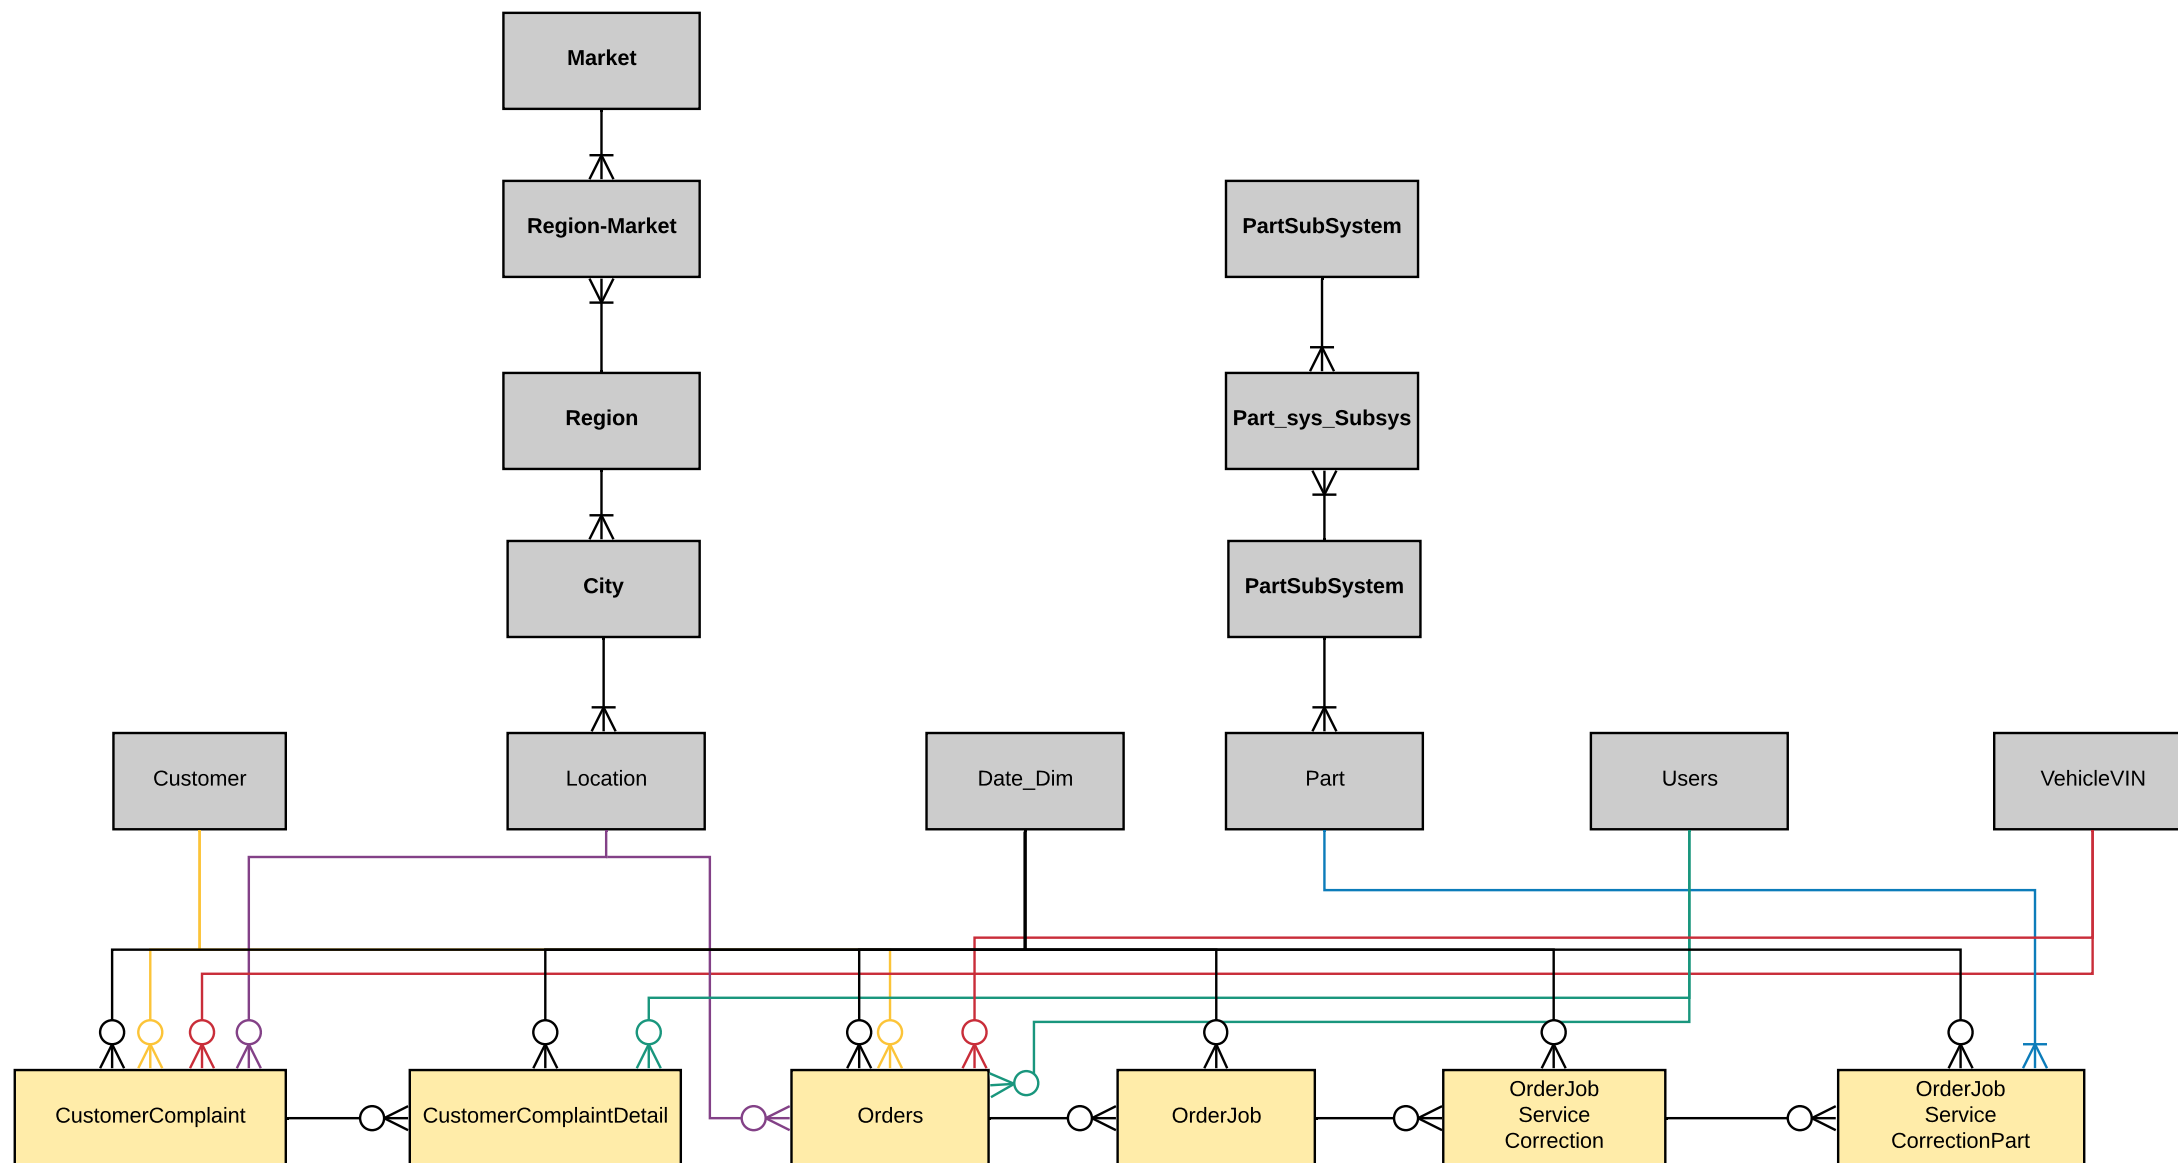 Market
Region-Market
PartSubSystem
Region
Part_sys_Subsys
City
PartSubSystem
Customer
Location
Date_Dim
Part
Users
VehicleVIN
CustomerComplaint
CustomerComplaintDetail
Orders
OrderJob
OrderJob
Service
Correction
OrderJob
Service
CorrectionPart